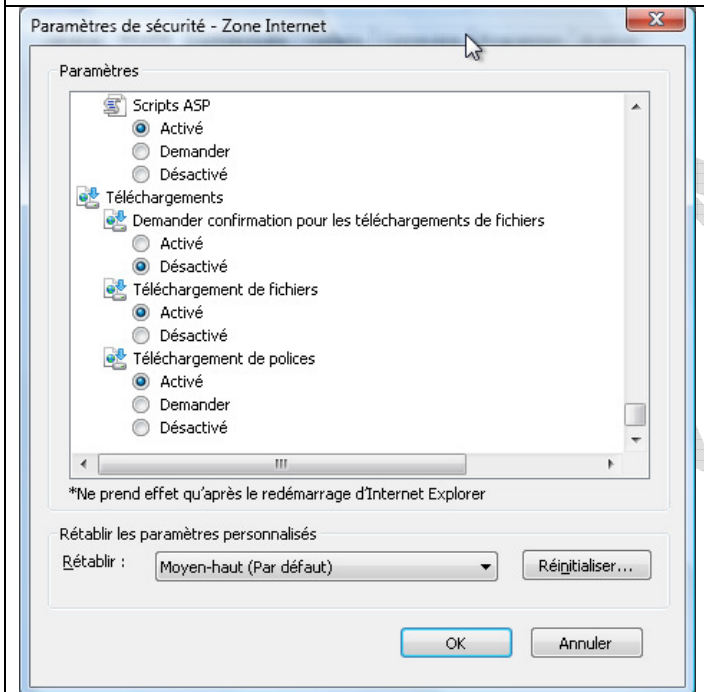 Paramètres de sécurité - Zone Internet
Paramètres
Scripts ASP
Activé
Demander
Désactivé
Téléchargements
Demander confirmation pour les téléchargements de fichiers
Activé
Désactivé
Téléchargement de fichiers
Activé
Désactivé
Téléchargement de polices
Activé
Demander
Désactivé
*Ne prend effet qu'après le redémarrage d'Internet Explorer
Rétablir les paramètres personnalisés
Rétablir : Moyen-haut (Par défaut) Réinitialiser...
OK Annuler